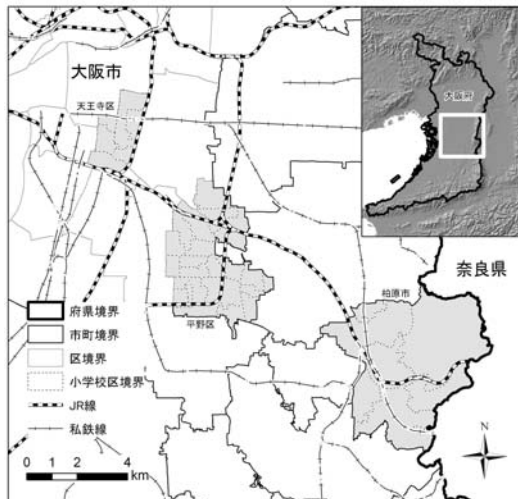 大阪市
天王寺区
大阪府
奈良県
柏原市
平野区
府県境界
市町境界
区境界
小学校区境界
JR線
私鉄線
N
0 1 2 4
km